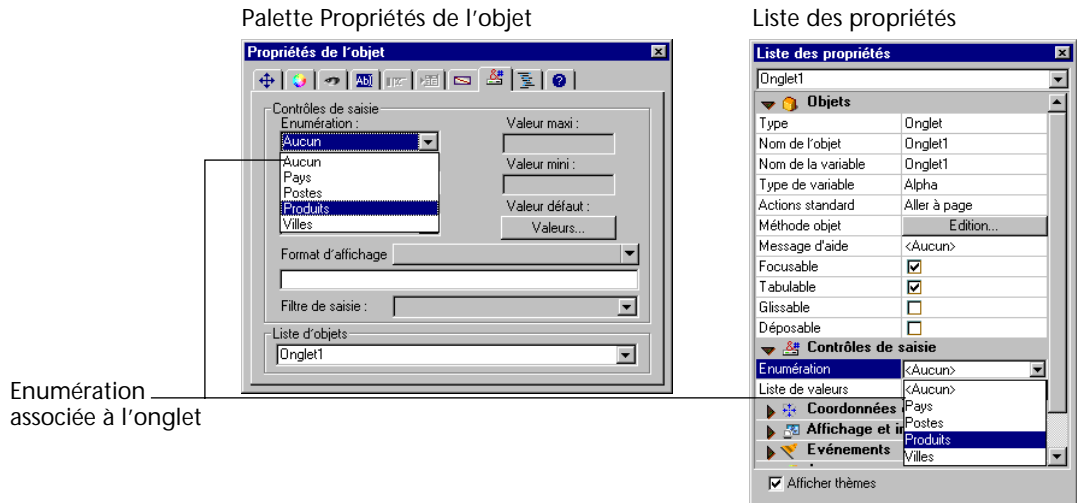 Palette Propriétés de l'objet
Propriétés de l'objet
Contrôles de saisie
Enumération :
Aucun
Aucun
Pays
Postes
Produits
Villes
Valeur maxi :
Valeur mini :
Valeur défaut :
Valeurs...
Format d'affichage
Filtre de saisie :
Liste d'objets
Onglet1
Enumération
associée à l'onglet
Liste des propriétés
Liste des propriétés
Onglet1
Objets
Type Onglet
Nom de l'objet Onglet1
Nom de la variable Onglet1
Type de variable Alpha
Actions standard Aller à page
Méthode objet Edition...
Message d'aide <Aucun>
Focusable
Tabulable
Glissable
Déposable
Contrôles de saisie
Enumération <Aucun>
Liste de valeurs <Aucun>
Coordonnées Pays
Postes
Affichage et Produits
Evénements Villes
Afficher thèmes